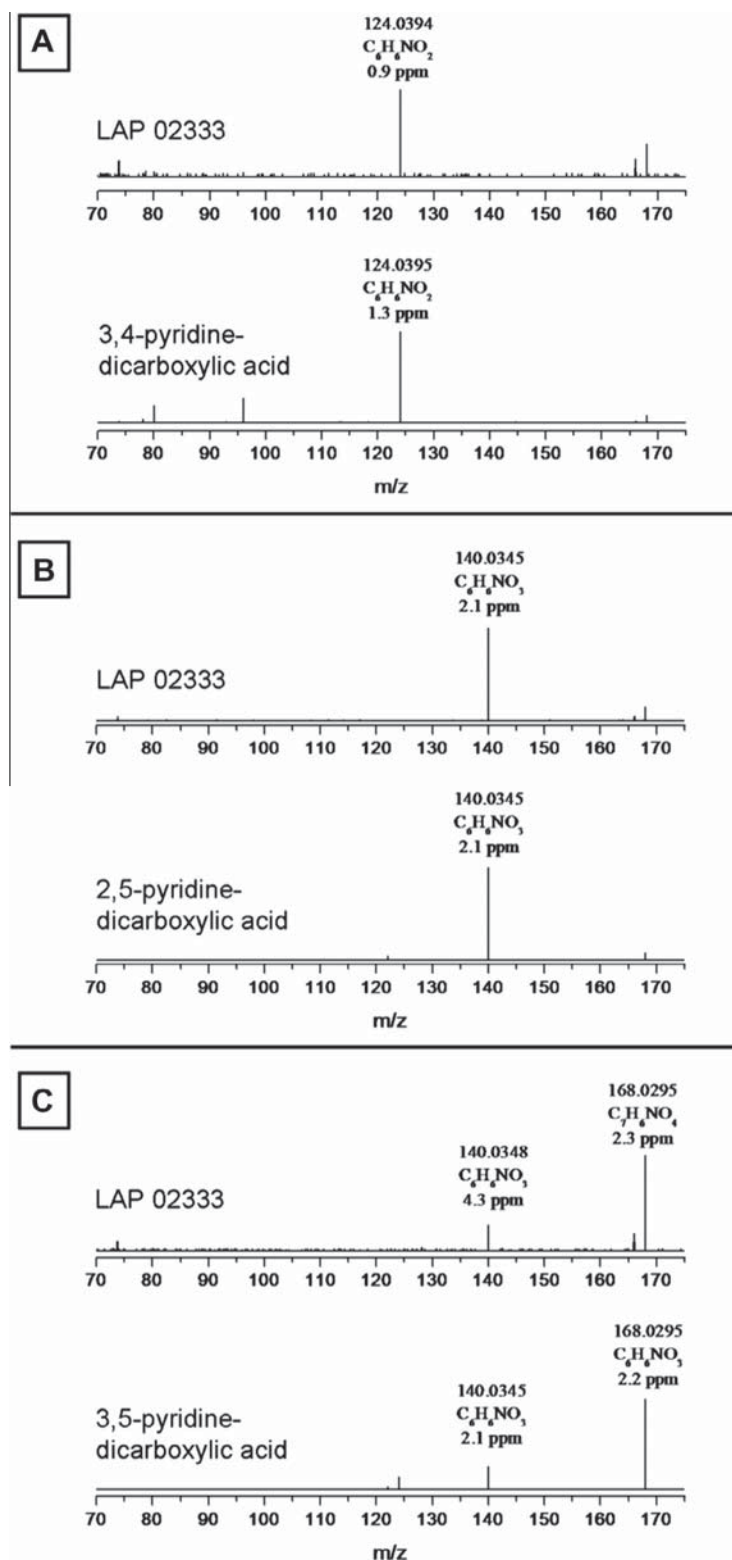 A
124.0394
C₆H₆NO₂
0.9 ppm
LAP 02333
70 80 90 100 110 120 130 140 150 160 170
124.0395
C₆H₆NO₂
1.3 ppm
3,4-pyridine-
dicarboxylic acid
70 80 90 100 110 120 130 140 150 160 170
m/z
B
140.0345
C₆H₆NO₃
2.1 ppm
LAP 02333
70 80 90 100 110 120 130 140 150 160 170
140.0345
C₆H₆NO₃
2.1 ppm
2,5-pyridine-
dicarboxylic acid
70 80 90 100 110 120 130 140 150 160 170
m/z
C
168.0295
C₇H₆NO₄
2.3 ppm
140.0348
C₆H₆NO₃
4.3 ppm
LAP 02333
70 80 90 100 110 120 130 140 150 160 170
168.0295
C₆H₆NO₃
2.2 ppm
140.0345
C₆H₆NO₃
2.1 ppm
3,5-pyridine-
dicarboxylic acid
70 80 90 100 110 120 130 140 150 160 170
m/z